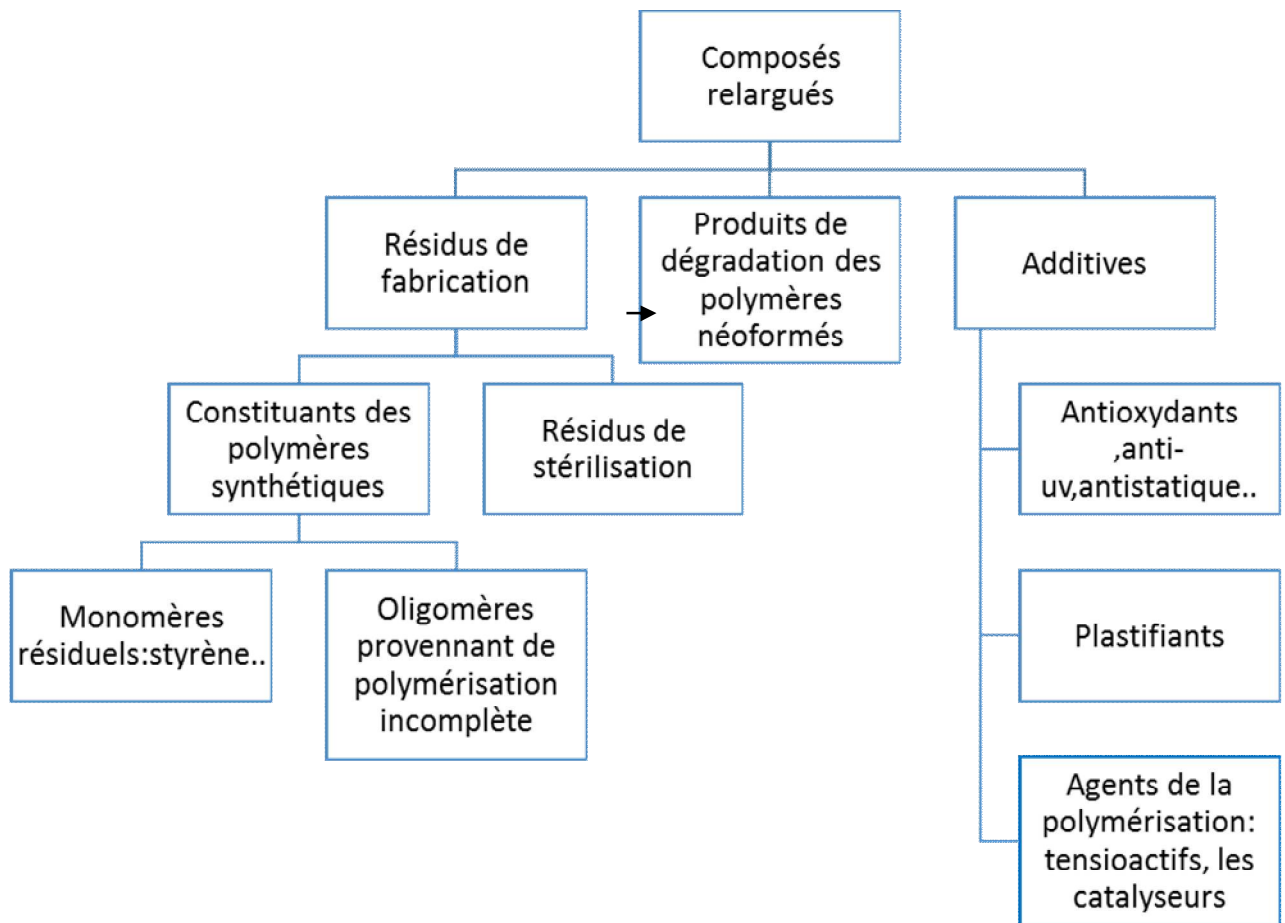 Composés
relargués
Résidus de
fabrication
Produits de
dégradation des
polymères
néoformés
Additives
Constituants des
polymères
synthétiques
Résidus de
stérilisation
Antioxydants
,anti-
uv,antistatique..
Monomères
résiduels:styrène..
Oligomères
provennant de
polymérisation
incomplète
Plastifiants
Agents de la
polymérisation:
tensioactifs, les
catalyseurs